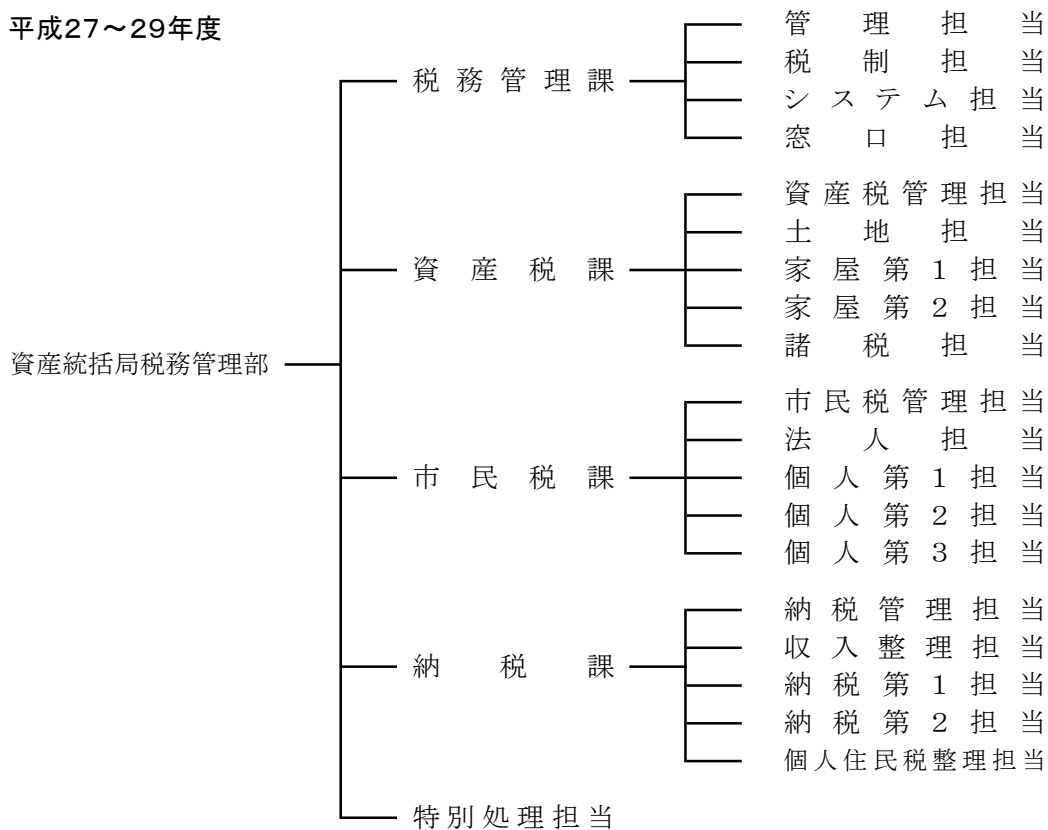 平成27～29年度
資産統括局税務管理部
税務管理課
管理担当
税制担当
システム担当
窓口担当
資産税課
資産税管理担当
土地担当
家屋第1担当
家屋第2担当
諸税担当
市民税課
市民税管理担当
法人担当
個人第1担当
個人第2担当
個人第3担当
納税課
納税管理担当
収入整理担当
納税第1担当
納税第2担当
個人住民税整理担当
特別処理担当